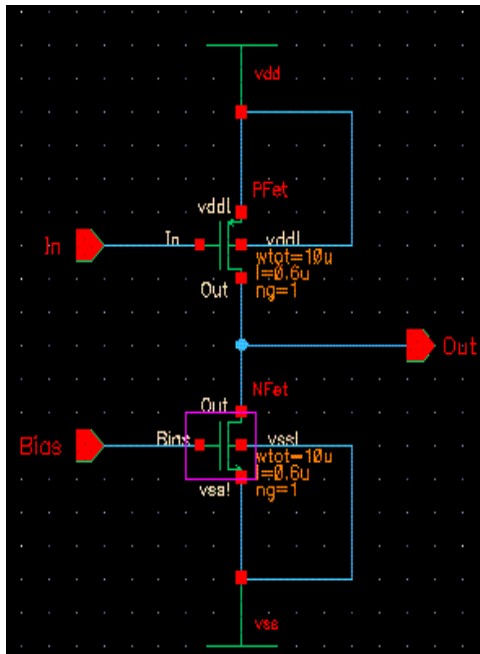 vdd
PFet
vdd!
In
In
vdd!
wtot=10u
l=0.6u
Out
ng=1
Out
NFet
Out
Bias
Bias
vss!
wtot=10u
l=0.6u
vss!
ng=1
vss